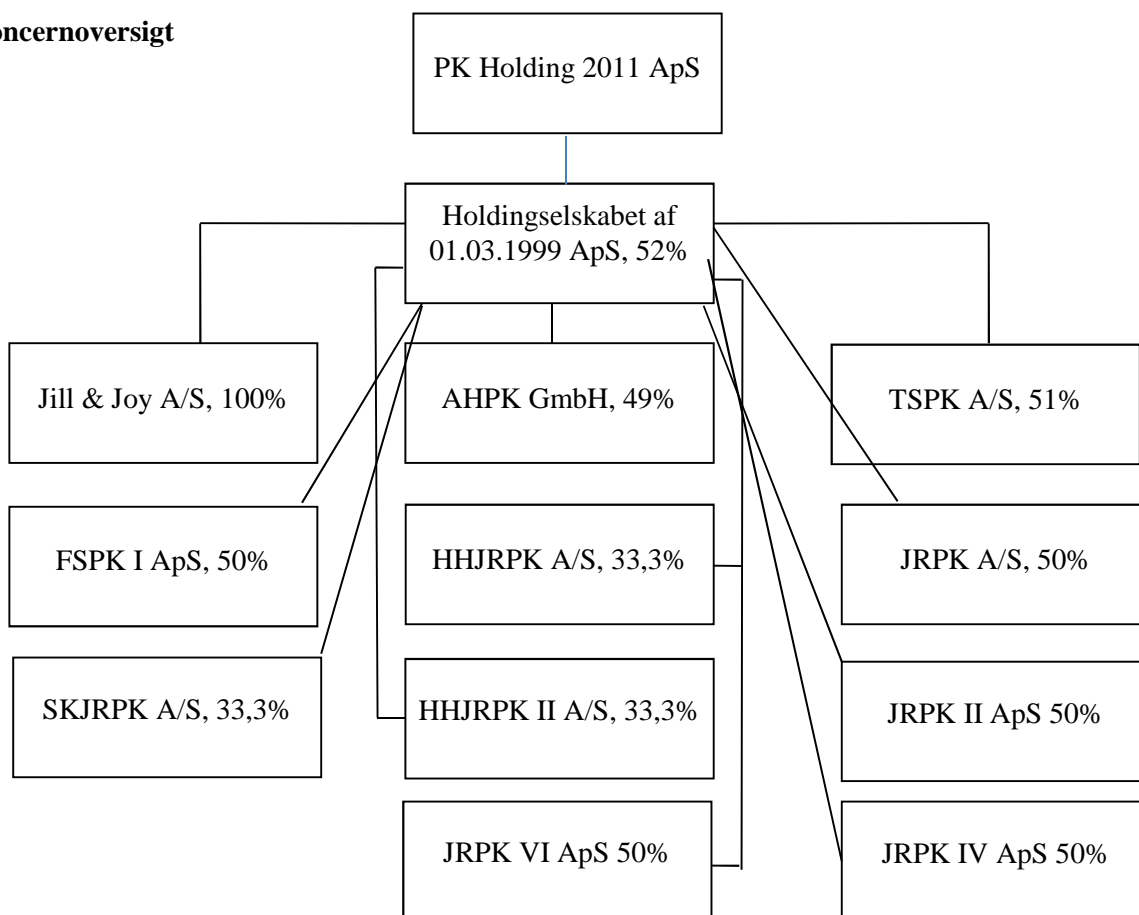 oncernoversigt
PK Holding 2011 ApS
Holdingselskabet af
01.03.1999 ApS, 52%
Jill & Joy A/S, 100%
AHPK GmbH, 49%
TSPK A/S, 51%
FSPK I ApS, 50%
HHJRPK A/S, 33,3%
JRPK A/S, 50%
SKJRPK A/S, 33,3%
HHJRPK II A/S, 33,3%
JRPK II ApS 50%
JRPK VI ApS 50%
JRPK IV ApS 50%